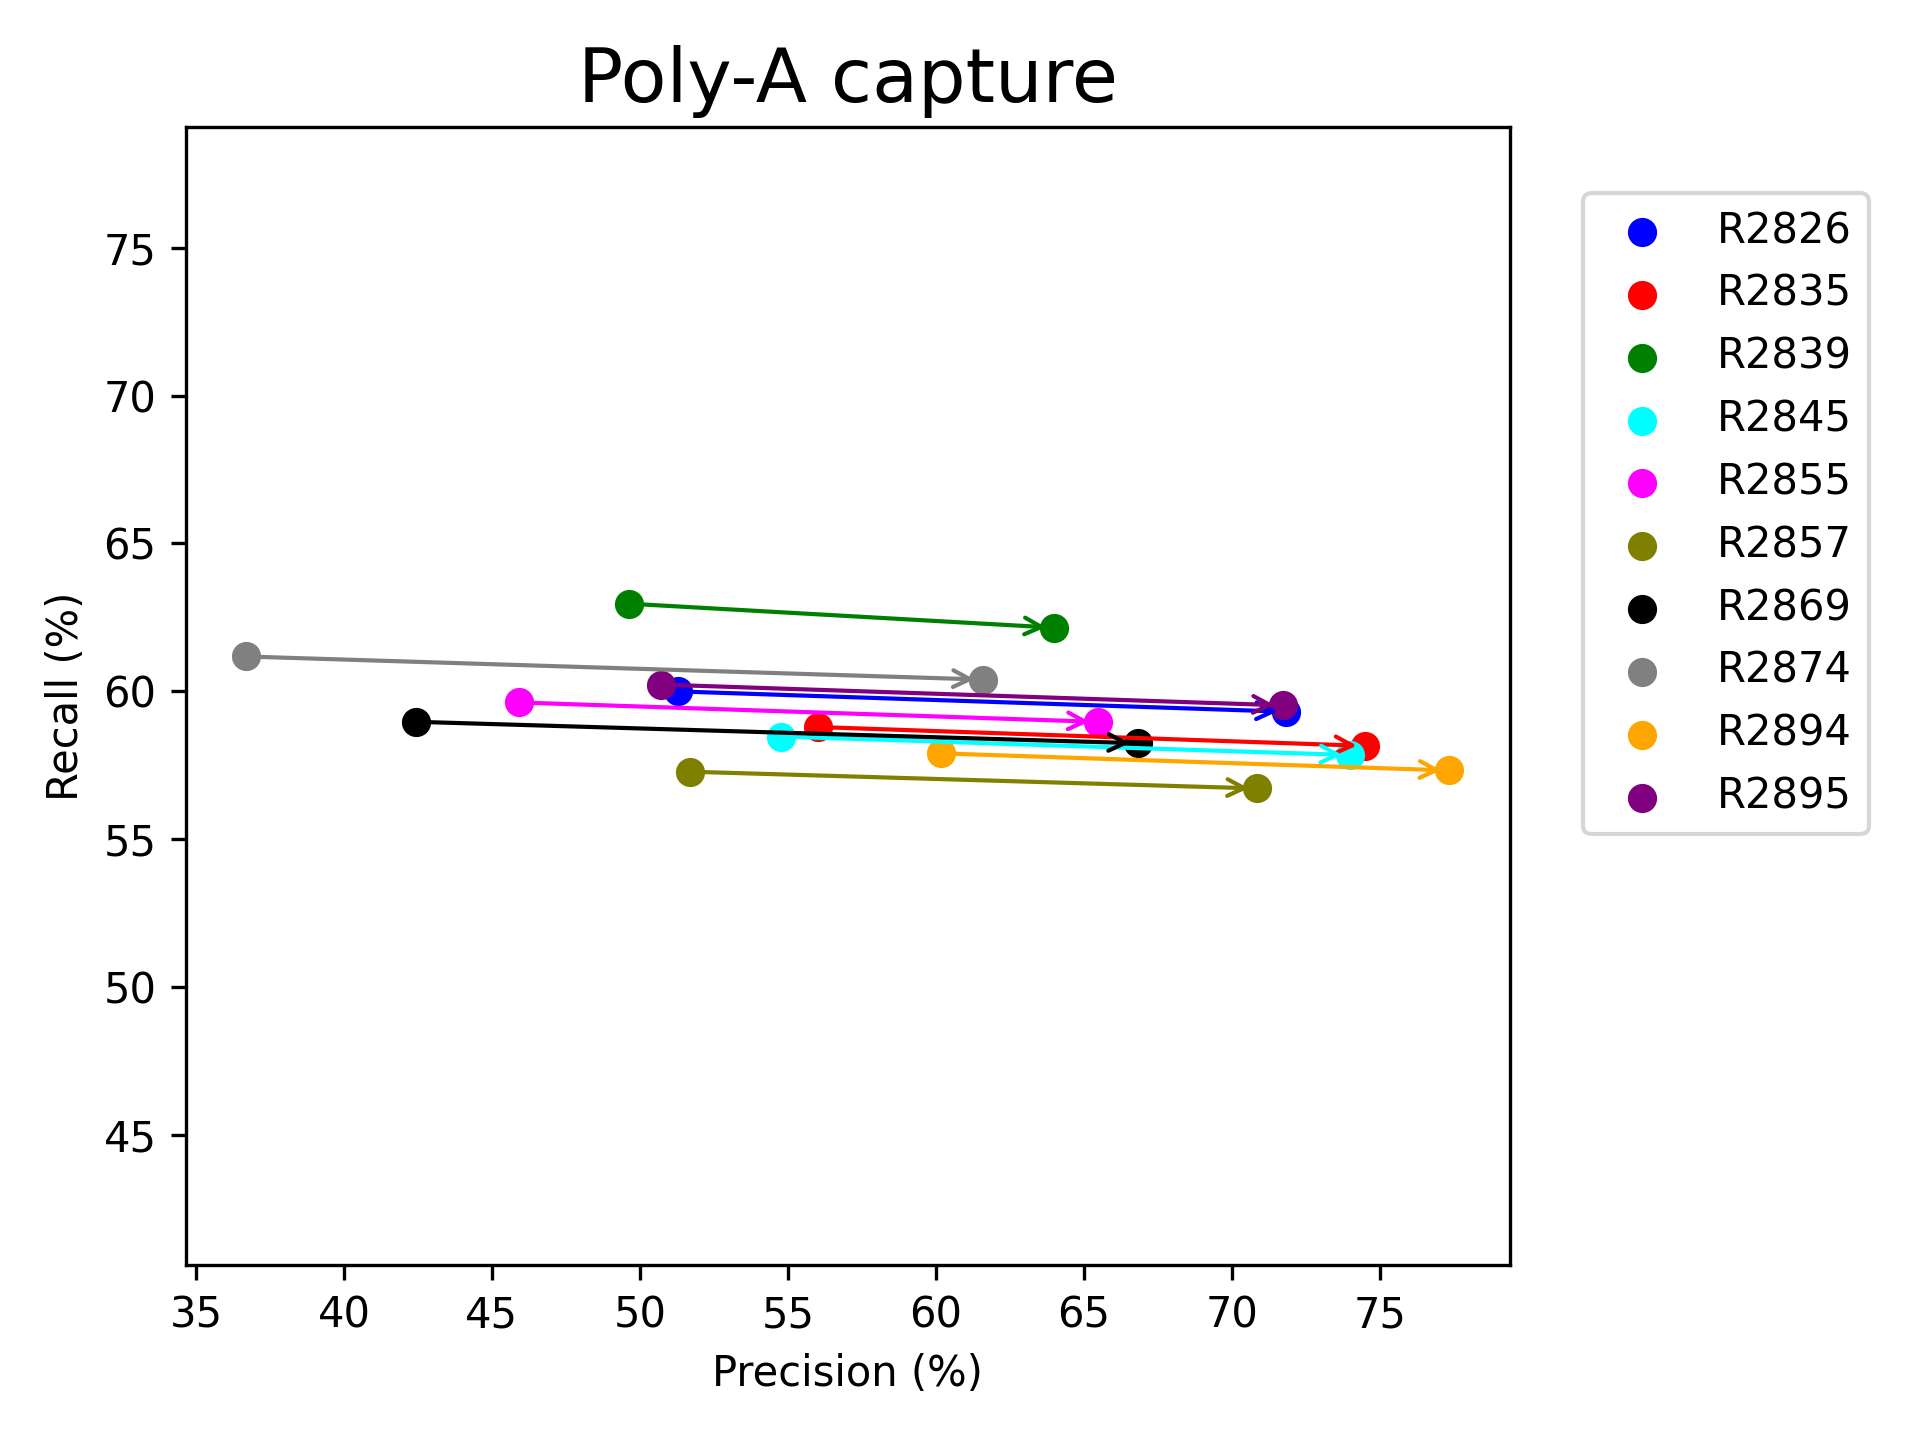 Poly-A capture
75
70
65
60
55
50
45
Recall (%)
35 40 45 50 55 60 65 70 75
Precision (%)
R2826
R2835
R2839
R2845
R2855
R2857
R2869
R2874
R2894
R2895